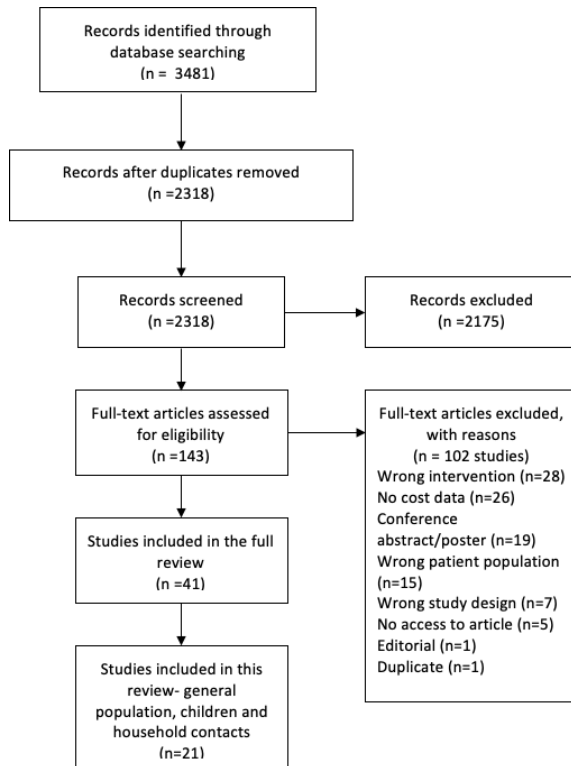 Records identified through
database searching
(n = 3481)
Records after duplicates removed
(n =2318)
Records screened
(n =2318)
Records excluded
(n =2175)
Full-text articles assessed
for eligibility
(n =143)
Full-text articles excluded,
with reasons
(n = 102 studies)
Wrong intervention (n=28)
No cost data (n=26)
Conference
abstract/poster (n=19)
Wrong patient population
(n=15)
Wrong study design (n=7)
No access to article (n=5)
Editorial (n=1)
Duplicate (n=1)
Studies included in the full
review
(n =41)
Studies included in this
review- general
population, children and
household contacts
(n=21)